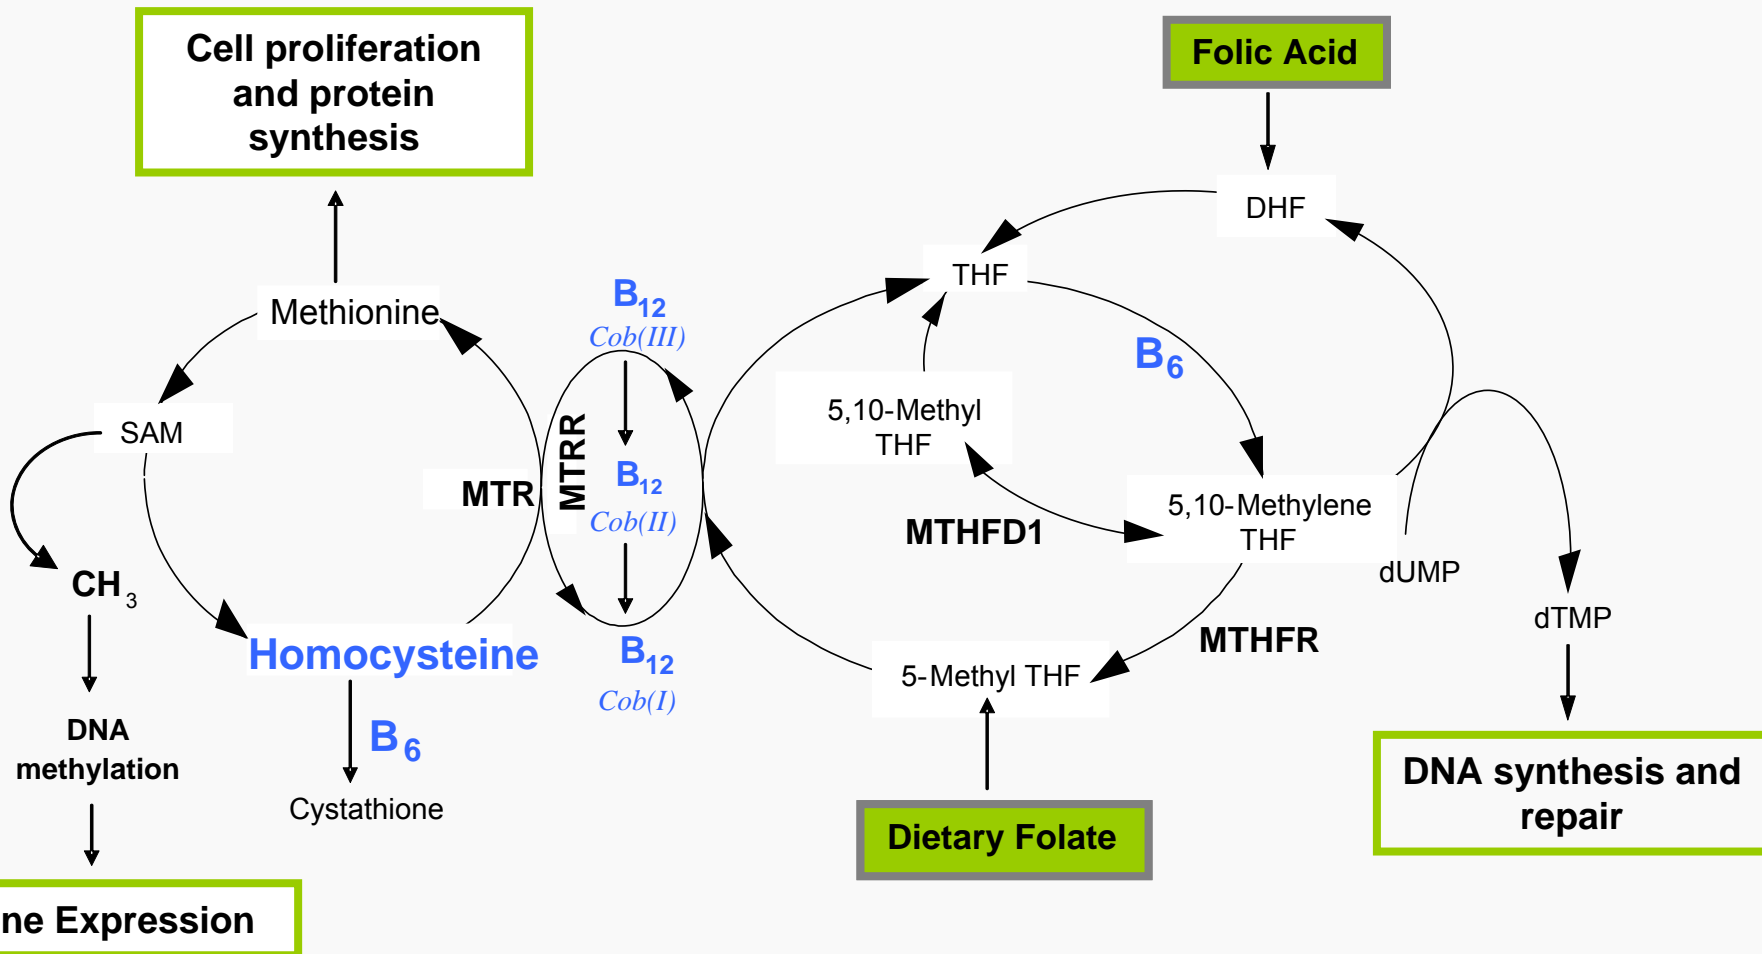 Cell proliferation
and protein
synthesis
Folic Acid
DHF
THF
Methionine
B12
Cob(III)
B6
5,10-Methyl
THF
SAM
MTR
MTRR
B12
Cob(II)
MTHFD1
5,10-Methylene
THF
dUMP
CH3
dTMP
Homocysteine
B12
Cob(I)
MTHFR
5-Methyl THF
B6
DNA
methylation
Cystathione
Dietary Folate
DNA synthesis and
repair
ne Expression